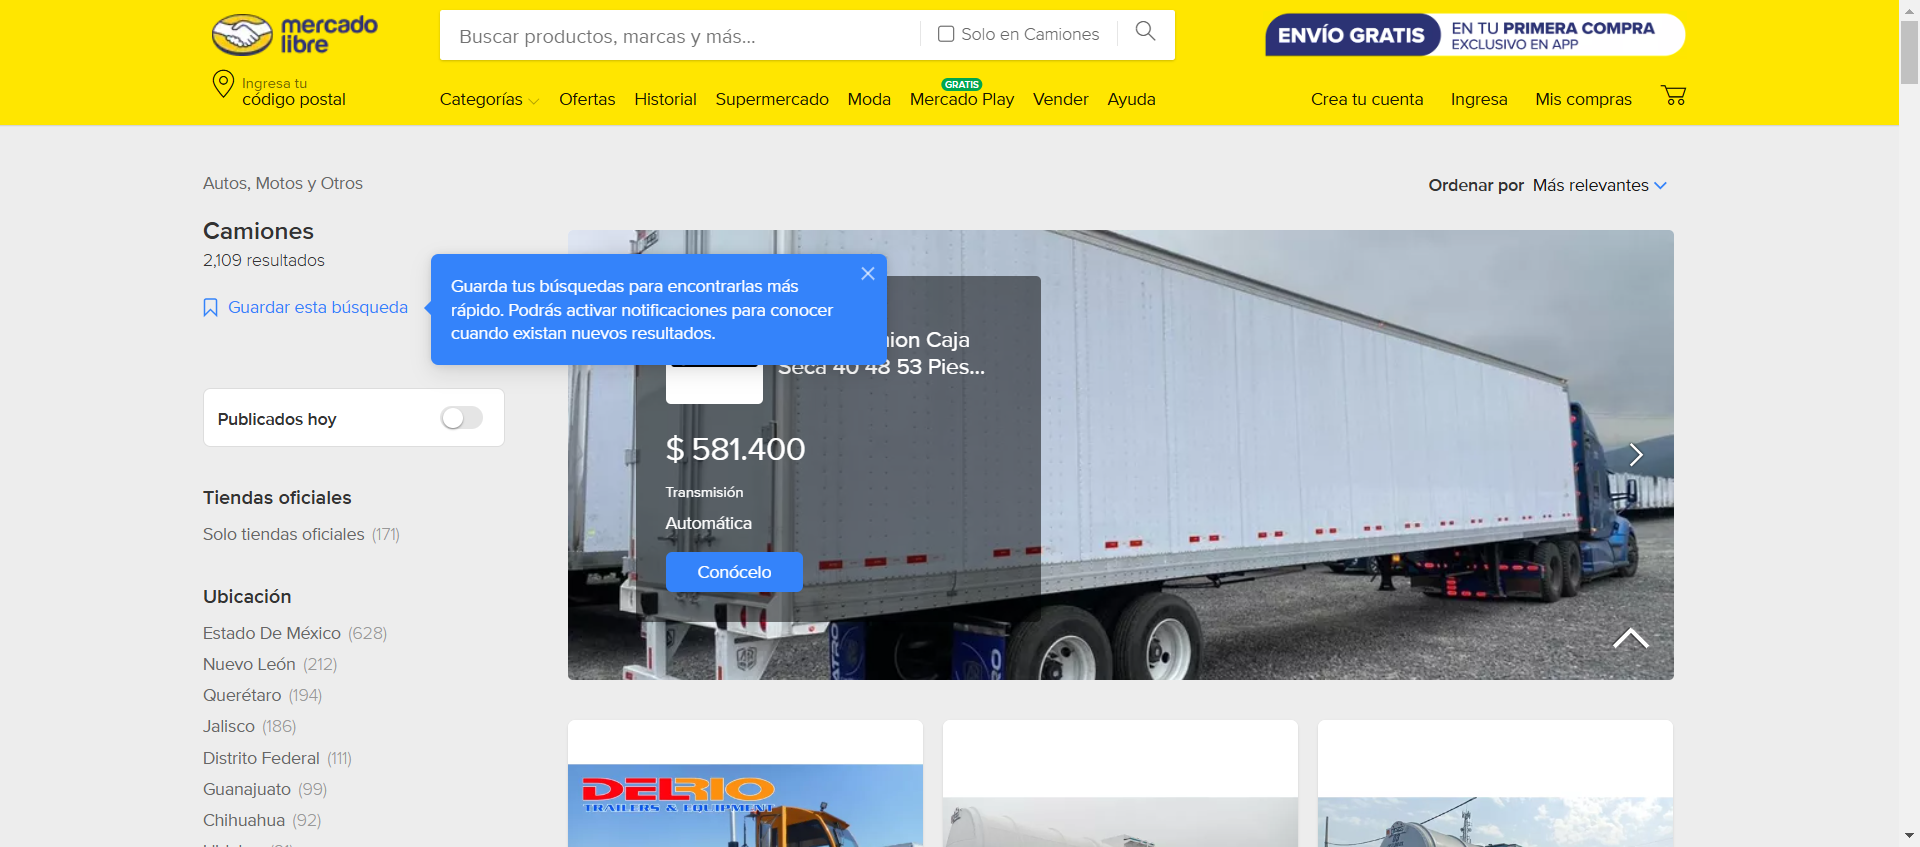 mercado
libre
Buscar productos, marcas y más...
Solo en Camiones
ENVÍO GRATIS
EN TU PRIMERA COMPRA
EXCLUSIVO EN APP
Ingresa tu
código postal
Categorías
Ofertas
Historial
Supermercado
Moda
GRATIS
Mercado Play
Vender
Ayuda
Crea tu cuenta
Ingresa
Mis compras
Autos, Motos y Otros
Ordenar por Más relevantes
Camiones
2,109 resultados
Guardar esta búsqueda
Guarda tus búsquedas para encontrarlas más
rápido. Podrás activar notificaciones para conocer
cuando existan nuevos resultados.
Caja
Seca 40 48 53 Pies...
$ 581.400
Transmisión
Automática
Conócelo
Publicados hoy
Tiendas oficiales
Solo tiendas oficiales (171)
Ubicación
Estado De México (628)
Nuevo León (212)
Querétaro (194)
Jalisco (186)
Distrito Federal (111)
Guanajuato (99)
Chihuahua (92)
DELRIO
TRAILERS & EQUIPMENT